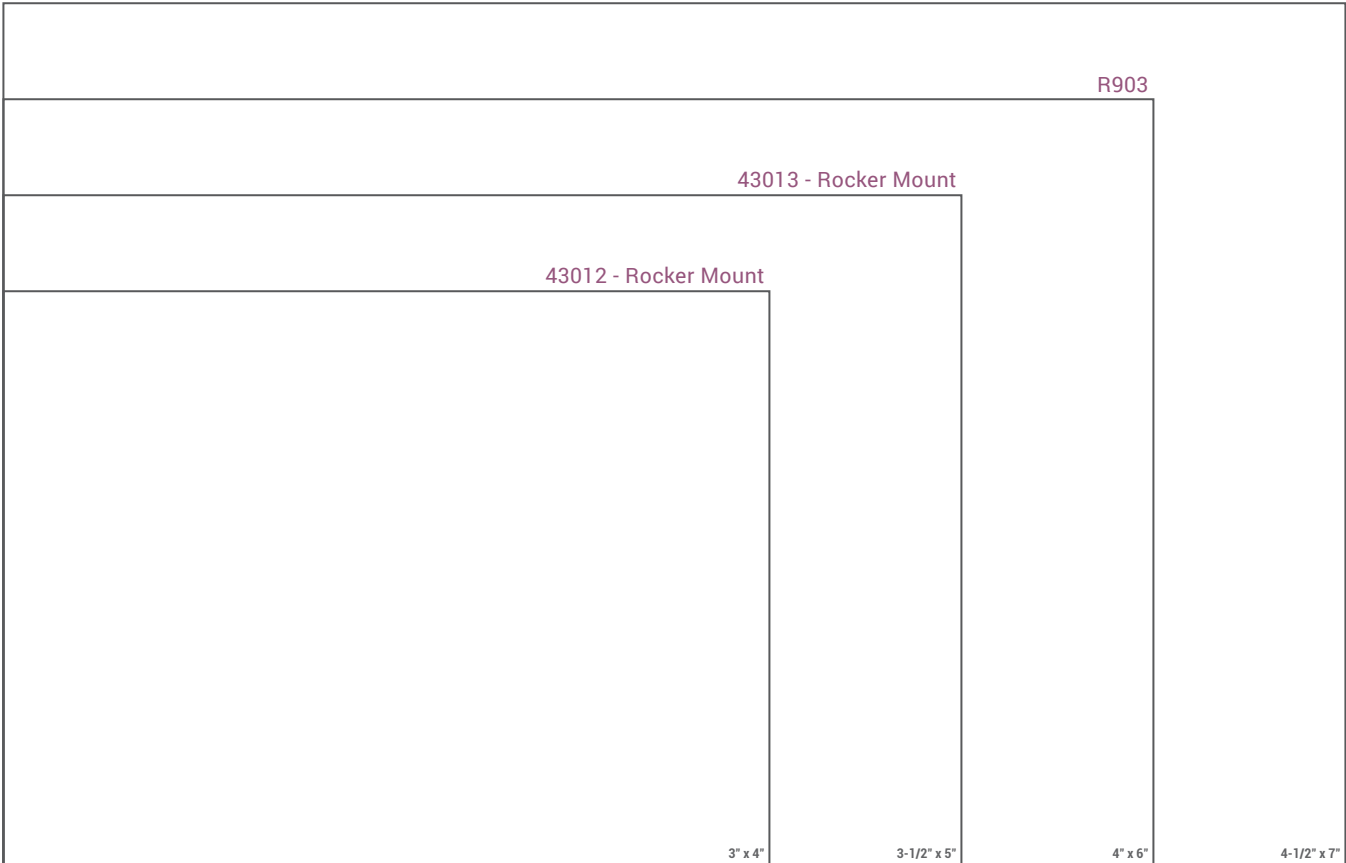 R903
43013 - Rocker Mount
43012 - Rocker Mount
3" x 4"
3-1/2" x 5"
4" x 6"
4-1/2" x 7"